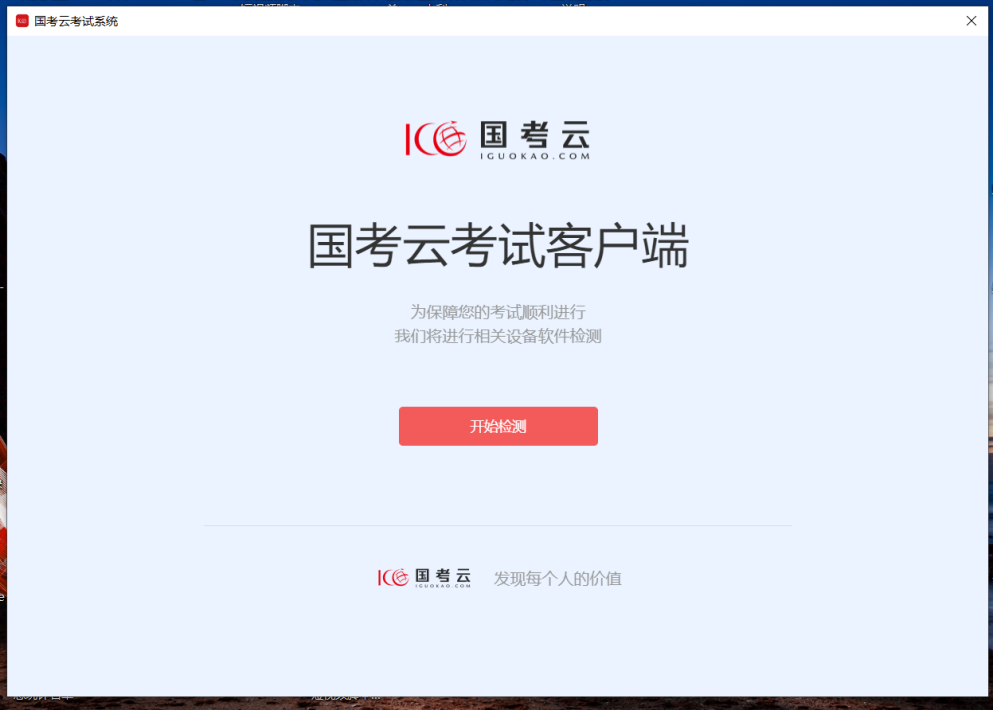 国考云考试系统
国考云
IGUOKAO.COM
国考云考试客户端
为保障您的考试顺利进行
我们将进行相关设备软件检测
开始检测
国考云
IGUOKAO.COM
发现每个人的价值